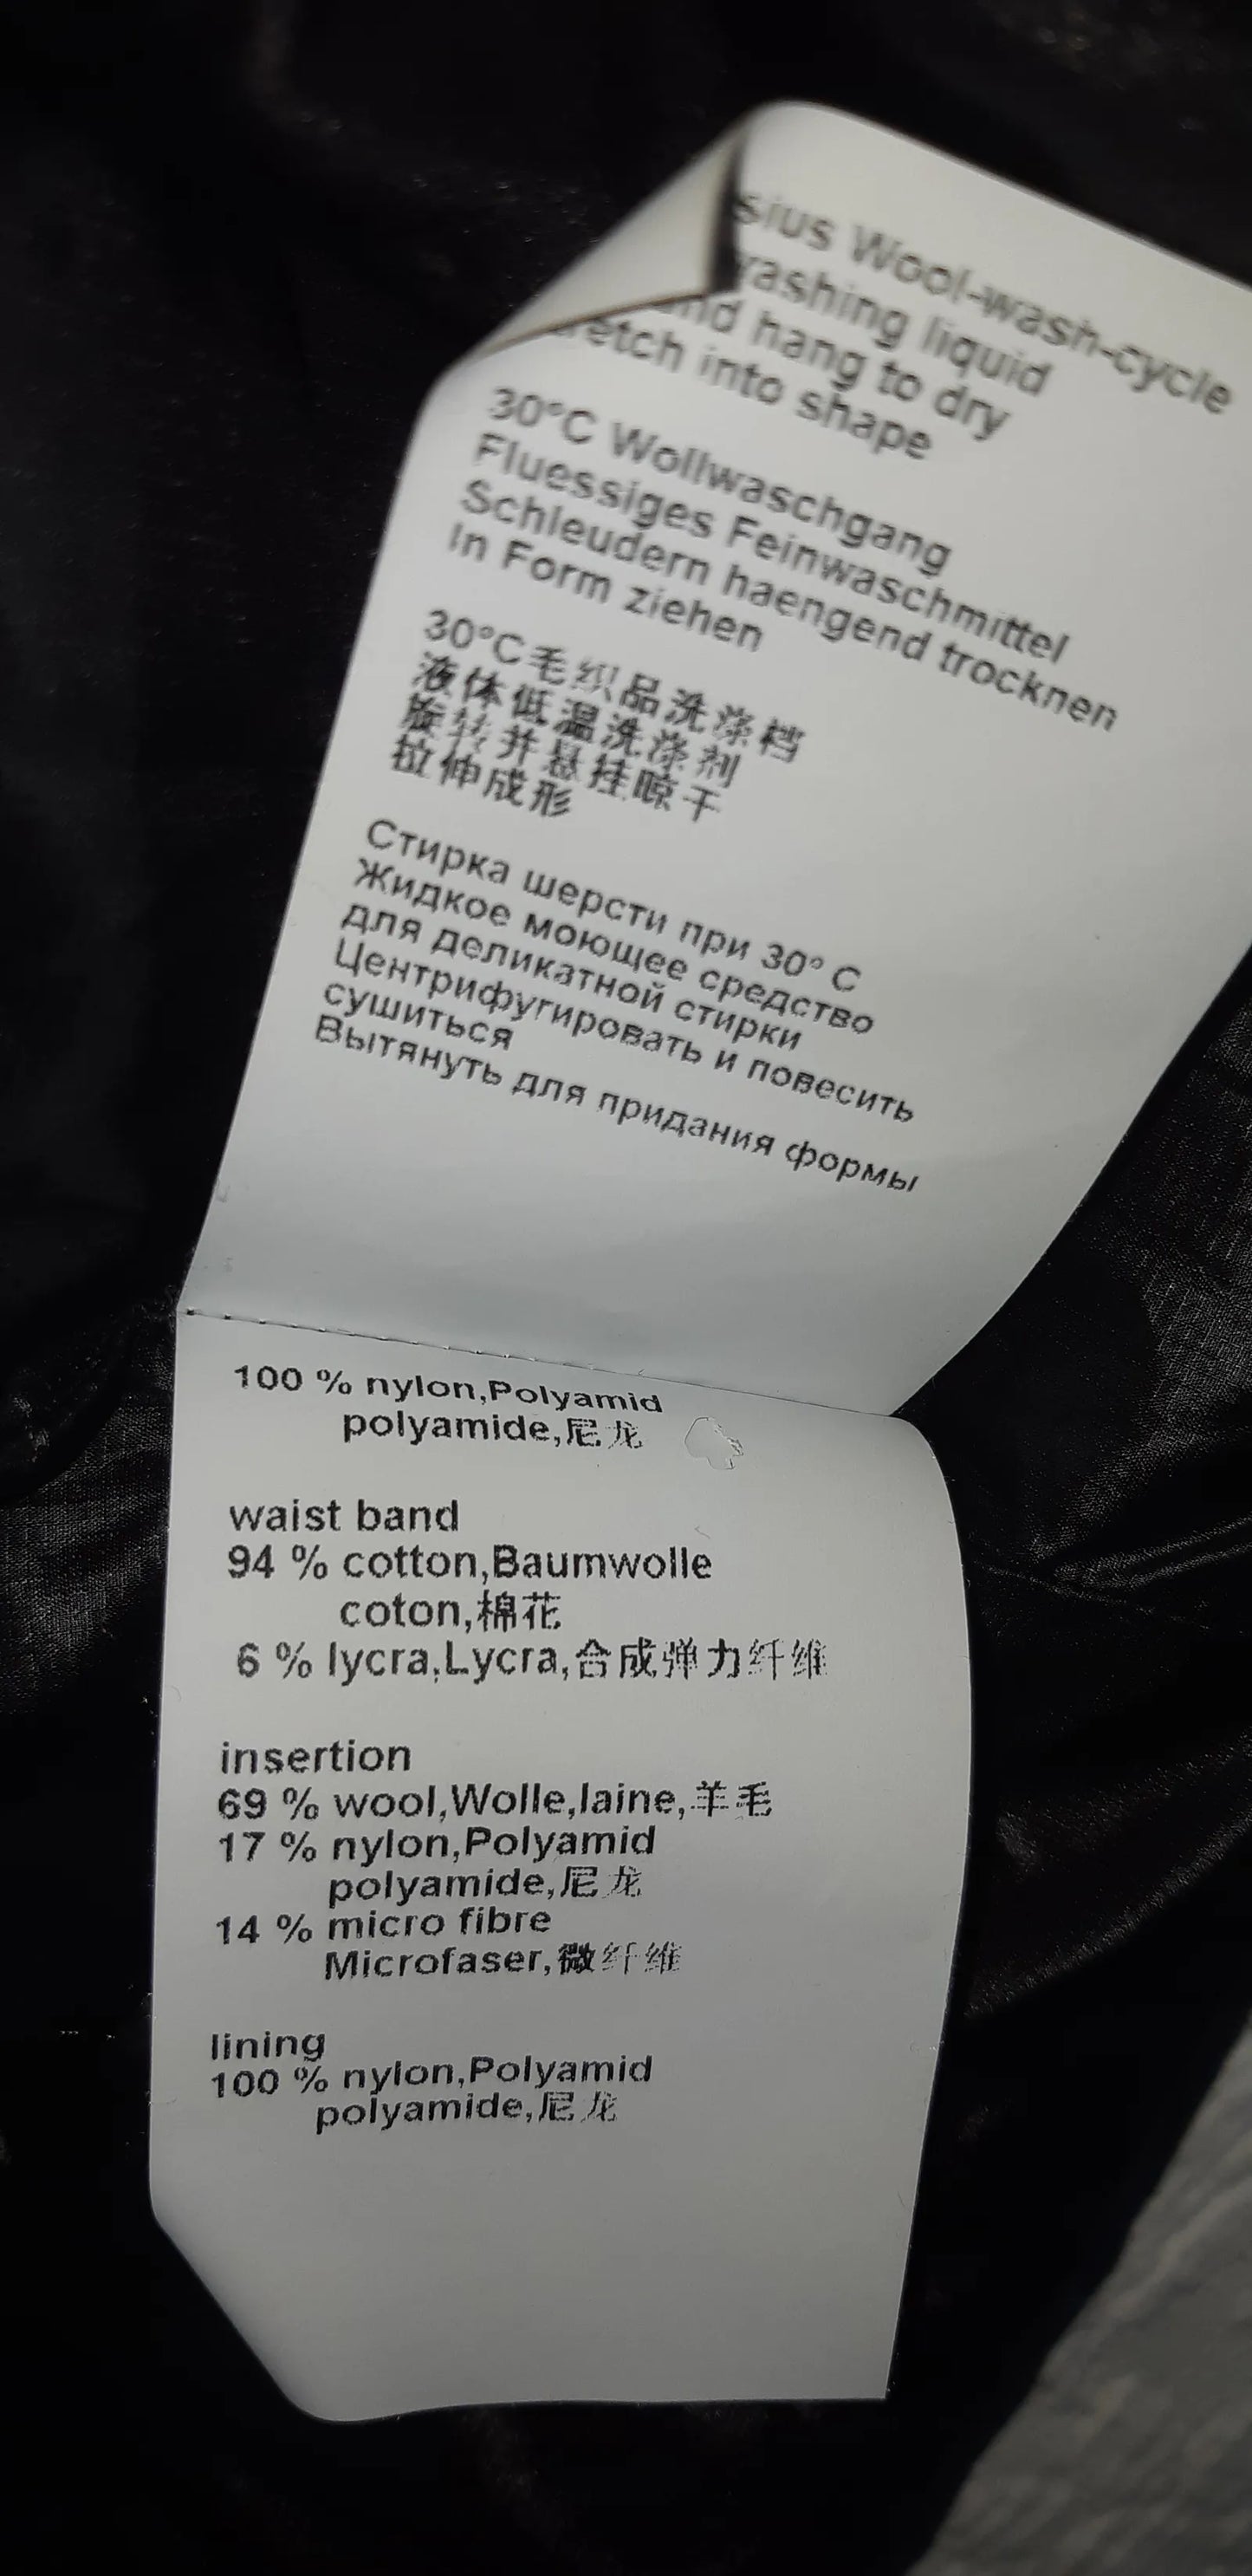 Wool-wash-cycle
liquid
hang to dry
into shape
30°C Wollwaschgang
Fluessiges Feinwaschmittel
Schleudern haengend trocknen
In Form ziehen
30°C毛织品洗涤档
液体低温洗涤剂
旋转并悬挂晾干
拉伸成形
Стирка шерсти при 30° C
Жидкое моющее средство
для деликатной стирки
Центрифугировать и повесить
сушиться
Вытянуть для придания формы
100 % nylon,Polyamid
polyamide,尼龙
waist band
94 % cotton,Baumwolle
coton,棉花
6 % lycra,Lycra,合成弹力纤维
insertion
69 % wool,Wolle,laine,羊毛
17 % nylon,Polyamid
polyamide,尼龙
14 % micro fibre
Microfaser,微纤维
lining
100 % nylon,Polyamid
polyamide,尼龙